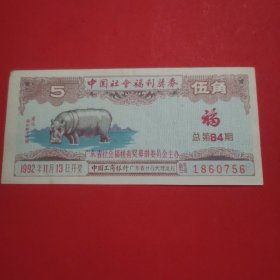 中国社会福利奖券
5
伍角
福
总第84期
广东省社会福利有奖募捐委员会主办
1992年11月13日开奖
中国工商银行
广东省分行代理发行
1860756